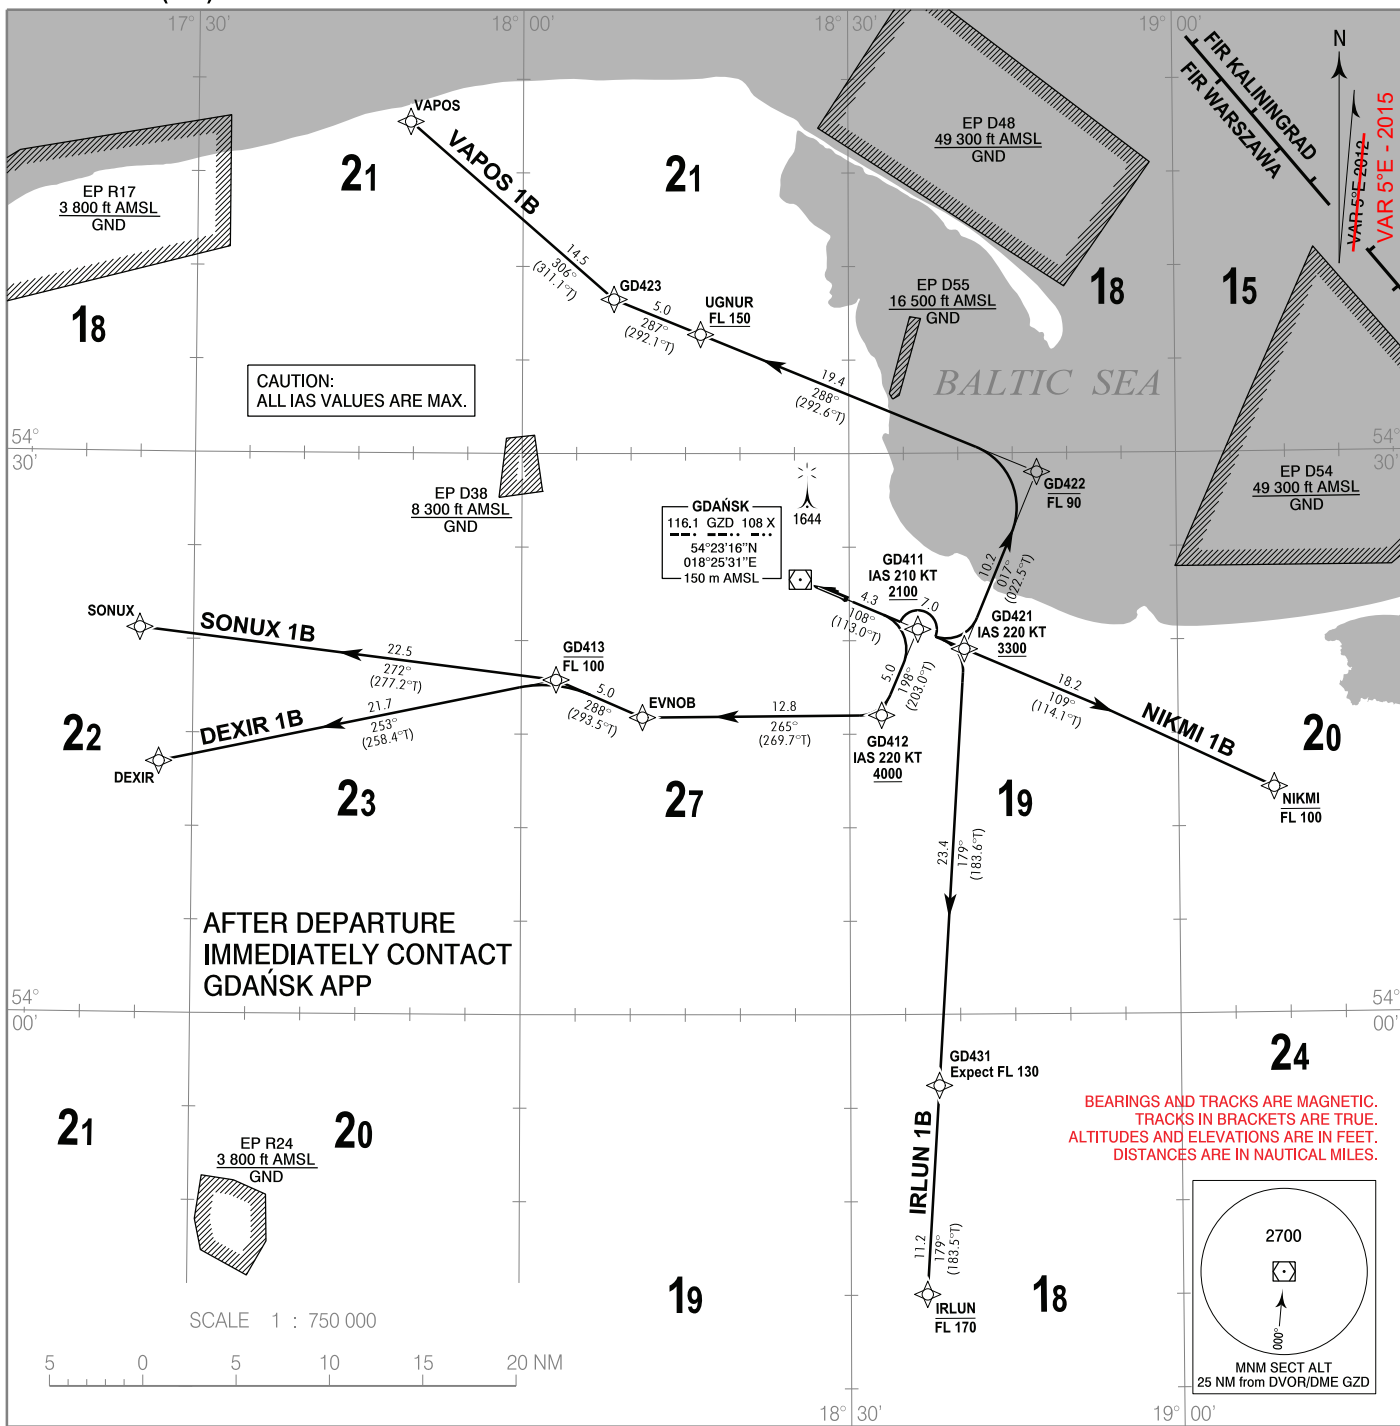 17° 30'
18° 00'
18° 30'
19° 00'
N
FIR KALININGRAD
FIR WARSZAWA
VAR 5°E 2012
VAR 5°E - 2015
VAPOS
VAPOS 1B
21
21
EP D48
49 300 ft AMSL
GND
EP R17
3 800 ft AMSL
GND
14.5
306°
(311.1°T)
GD423
5.0
287°
(292.1°T)
UGNUR
FL 150
EP D55
16 500 ft AMSL
GND
18
15
18
CAUTION:
ALL IAS VALUES ARE MAX.
19.4
288°
(292.6°T)
BALTIC SEA
54°
30'
54°
30'
EP D38
8 300 ft AMSL
GND
GDAŃSK
116.1 GZD 108 X
54°23'16"N
018°25'31"E
150 m AMSL
1644
GD422
FL 90
EP D54
49 300 ft AMSL
GND
GD411
IAS 210 KT
2100
10.2
017°
(022.5°T)
4.3
108°
(113.0°T)
7.0
GD421
IAS 220 KT
3300
SONUX
SONUX 1B
22.5
272°
(277.2°T)
GD413
FL 100
5.0
288°
(293.5°T)
EVNOB
12.8
265°
(269.7°T)
5.0
198°
(203.0°T)
GD412
IAS 220 KT
4000
18.2
109°
(114.1°T)
NIKMI 1B
20
22
DEXIR 1B
21.7
253°
(258.4°T)
DEXIR
23
27
19
NIKMI
FL 100
23.4
179°
(183.6°T)
AFTER DEPARTURE
IMMEDIATELY CONTACT
GDAŃSK APP
54°
00'
54°
00'
GD431
Expect FL 130
24
BEARINGS AND TRACKS ARE MAGNETIC.
TRACKS IN BRACKETS ARE TRUE.
ALTITUDES AND ELEVATIONS ARE IN FEET.
DISTANCES ARE IN NAUTICAL MILES.
21
20
EP R24
3 800 ft AMSL
GND
IRLUN 1B
11.2
179°
(183.5°T)
2700
000°
MNM SECT ALT
25 NM from DVOR/DME GZD
19
18
IRLUN
FL 170
SCALE 1 : 750 000
5 0 5 10 15 20 NM
18° 30'
19° 00'